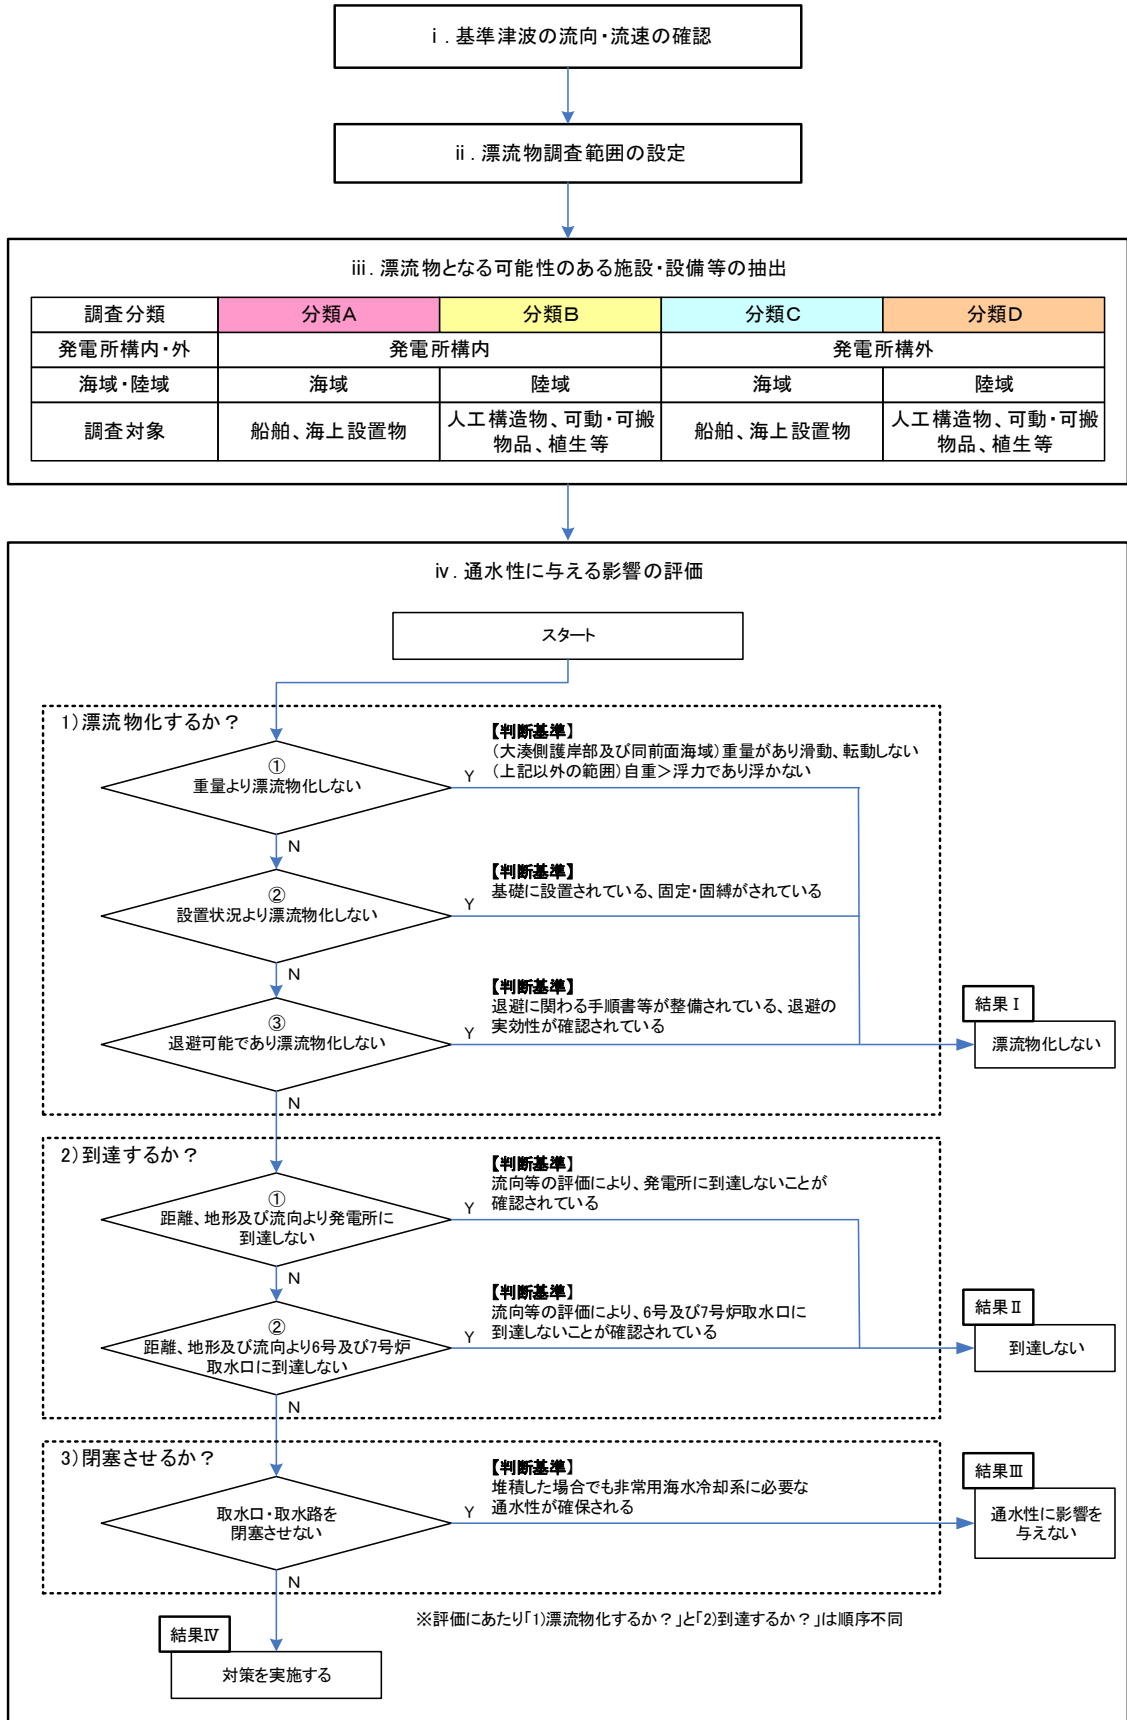 ⅰ．基準津波の流向・流速の確認
ⅱ．漂流物調査範囲の設定
ⅲ．漂流物となる可能性のある施設・設備等の抽出
調査分類 分類A 分類B 分類C 分類D
発電所構内・外 発電所構内 発電所構外
海域・陸域 海域 陸域 海域 陸域
調査対象 船舶、海上設置物 人工構造物、可動・可搬物品、植生等 船舶、海上設置物 人工構造物、可動・可搬物品、植生等
ⅳ．通水性に与える影響の評価
スタート
1)漂流物化するか？
①
重量より漂流物化しない
Y
N
【判断基準】
（大湊側護岸部及び同前面海域）重量があり滑動、転動しない
（上記以外の範囲）自重＞浮力であり浮かない
②
設置状況より漂流物化しない
Y
N
【判断基準】
基礎に設置されている、固定・固縛がされている
③
退避可能であり漂流物化しない
Y
N
【判断基準】
退避に関わる手順書等が整備されている、退避の
実効性が確認されている
結果Ⅰ
漂流物化しない
2)到達するか？
①
距離、地形及び流向より発電所に
到達しない
Y
N
【判断基準】
流向等の評価により、発電所に到達しないことが
確認されている
②
距離、地形及び流向より6号及び7号炉
取水口に到達しない
Y
N
【判断基準】
流向等の評価により、6号及び7号炉取水口に
到達しないことが確認されている
結果Ⅱ
到達しない
3)閉塞させるか？
取水口・取水路を
閉塞させない
Y
N
【判断基準】
堆積した場合でも非常用海水冷却系に必要な
通水性が確保される
結果Ⅲ
通水性に影響を
与えない
※評価にあたり「1)漂流物化するか？」と「2)到達するか？」は順序不同
結果Ⅳ
対策を実施する